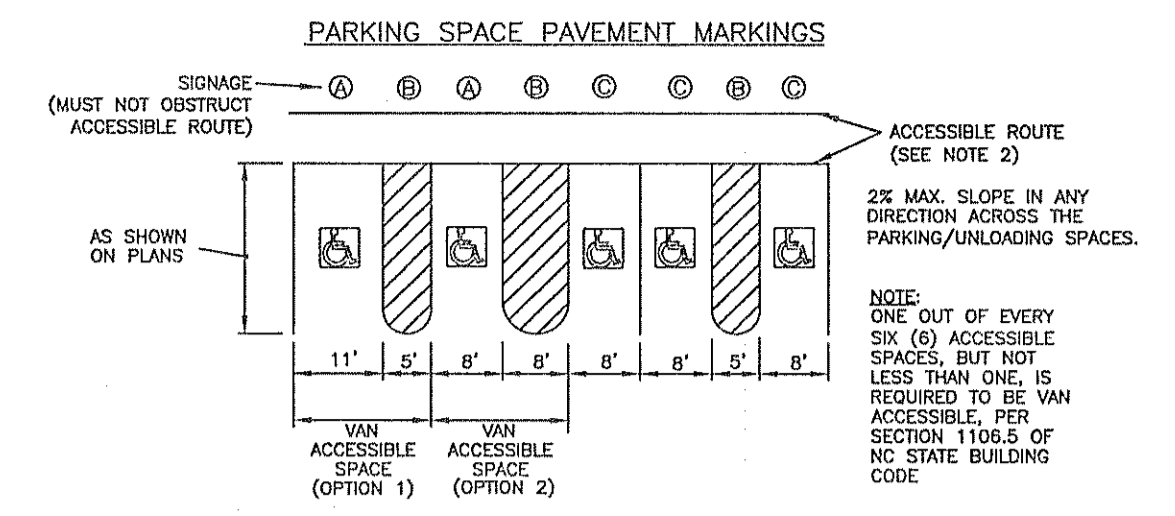 PARKING SPACE PAVEMENT MARKINGS
SIGNAGE
(MUST NOT OBSTRUCT
ACCESSIBLE ROUTE)
A B A B C C B C
ACCESSIBLE ROUTE
(SEE NOTE 2)
2% MAX. SLOPE IN ANY
DIRECTION ACROSS THE
PARKING/UNLOADING SPACES.
AS SHOWN
ON PLANS
NOTE:
ONE OUT OF EVERY
SIX (6) ACCESSIBLE
SPACES, BUT NOT
LESS THAN ONE, IS
REQUIRED TO BE VAN
ACCESSIBLE, PER
SECTION 1106.5 OF
NC STATE BUILDING
CODE
11' 5' 8' 8' 8' 8' 5' 8'
VAN
ACCESSIBLE
SPACE
(OPTION 1)
VAN
ACCESSIBLE
SPACE
(OPTION 2)